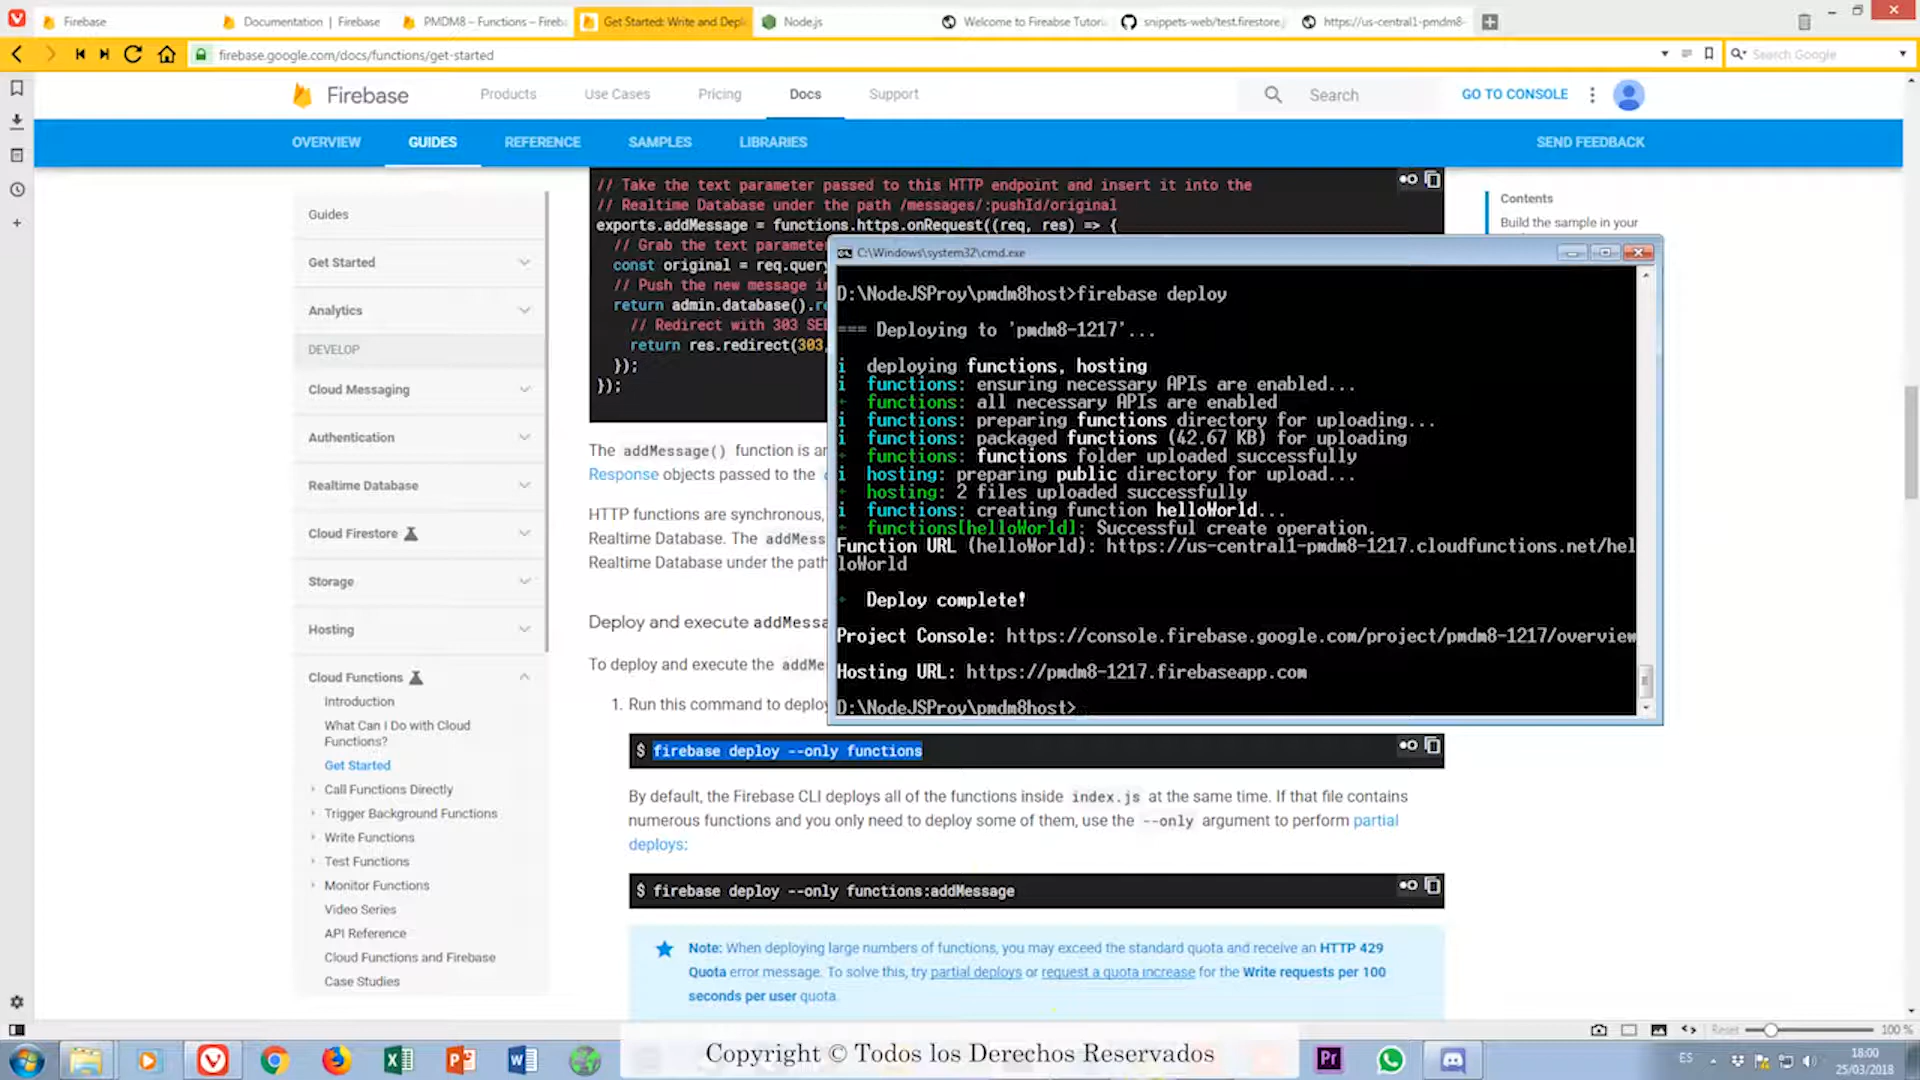 Firebase
Documentation | Firebase
PMDM8 – Functions – Fireba
Get Started: Write and Depl
Node.js
Welcome to Fireabse Tutori
snippets-web/test.firestore.j
https://us-central1-pmdm8-
firebase.google.com/docs/functions/get-started
Search Google
Firebase
Products
Use Cases
Pricing
Docs
Support
Search
GO TO CONSOLE
OVERVIEW
GUIDES
REFERENCE
SAMPLES
LIBRARIES
SEND FEEDBACK
Guides
Get Started
Analytics
DEVELOP
Cloud Messaging
Authentication
Realtime Database
Cloud Firestore
Storage
Hosting
Cloud Functions
Introduction
What Can I Do with Cloud
Functions?
Get Started
Call Functions Directly
Trigger Background Functions
Write Functions
Test Functions
Monitor Functions
Video Series
API Reference
Cloud Functions and Firebase
Case Studies
// Take the text parameter passed to this HTTP endpoint and insert it into the
// Realtime Database under the path /messages/:pushId/original
exports.addMessage = functions.https.onRequest((req, res) => {
// Grab the text parameter
const original = req.query
// Push the new message in
return admin.database().re
// Redirect with 303 SEE
return res.redirect(303,
});
});
The addMessage() function is an
Response objects passed to the
HTTP functions are synchronous,
Realtime Database. The addMess
Realtime Database under the path
Deploy and execute addMessa
To deploy and execute the addMe
1. Run this command to deploy
$ firebase deploy --only functions
By default, the Firebase CLI deploys all of the functions inside index.js at the same time. If that file contains
numerous functions and you only need to deploy some of them, use the --only argument to perform partial
deploys:
$ firebase deploy --only functions:addMessage
Note: When deploying large numbers of functions, you may exceed the standard quota and receive an HTTP 429
Quota error message. To solve this, try partial deploys or request a quota increase for the Write requests per 100
seconds per user quota.
Contents
Build the sample in your
C:\Windows\system32\cmd.exe
D:\NodeJSProy\pmdm8host>firebase deploy
=== Deploying to 'pmdm8-1217'...
i deploying functions, hosting
i functions: ensuring necessary APIs are enabled...
+ functions: all necessary APIs are enabled
i functions: preparing functions directory for uploading...
i functions: packaged functions (42.67 KB) for uploading
+ functions: functions folder uploaded successfully
i hosting: preparing public directory for upload...
+ hosting: 2 files uploaded successfully
i functions: creating function helloWorld...
+ functions[helloWorld]: Successful create operation.
Function URL (helloWorld): https://us-central1-pmdm8-1217.cloudfunctions.net/hel
loWorld
+ Deploy complete!
Project Console: https://console.firebase.google.com/project/pmdm8-1217/overview
Hosting URL: https://pmdm8-1217.firebaseapp.com
D:\NodeJSProy\pmdm8host>
Reset
100 %
Copyright © Todos los Derechos Reservados
Pr
ES
18:00
25/03/2018